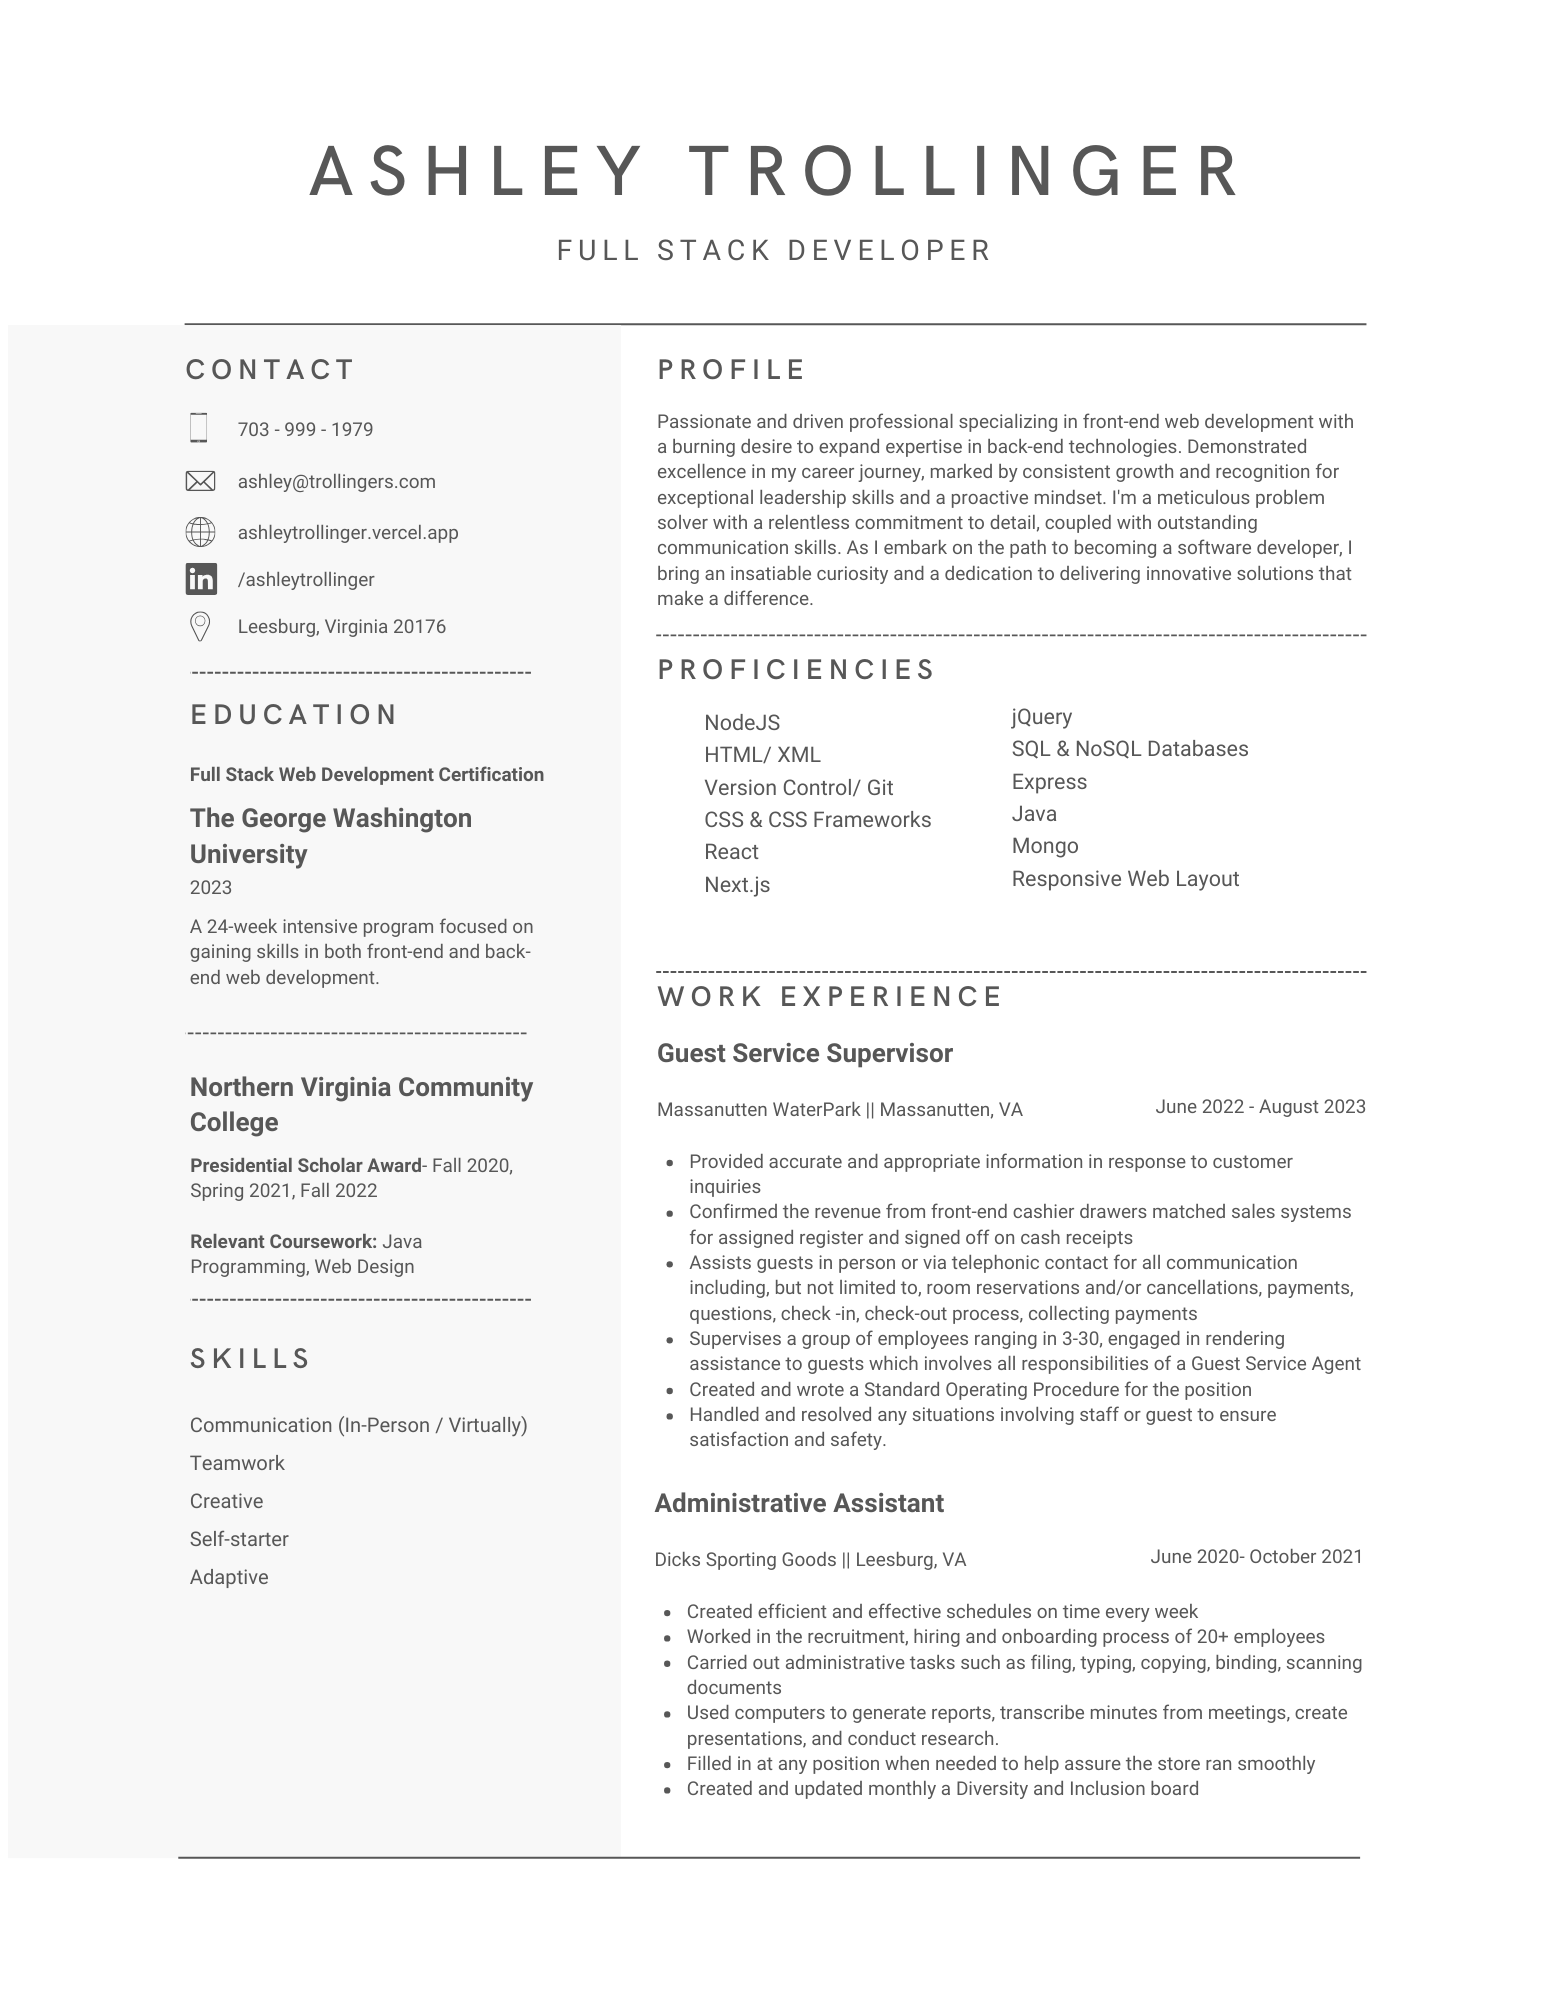 ASHLEY TROLLINGER
FULL STACK DEVELOPER
CONTACT
703 - 999 - 1979
ashley@trollingers.com
ashleytrollinger.vercel.app
in
/ashleytrollinger
Leesburg, Virginia 20176
EDUCATION
Full Stack Web Development Certification
The George Washington
University
2023
A 24-week intensive program focused on
gaining skills in both front-end and back-
end web development.
Northern Virginia Community
College
Presidential Scholar Award- Fall 2020,
Spring 2021, Fall 2022
Relevant Coursework: Java
Programming, Web Design
SKILLS
Communication (In-Person / Virtually)
Teamwork
Creative
Self-starter
Adaptive
PROFILE
Passionate and driven professional specializing in front-end web development with
a burning desire to expand expertise in back-end technologies. Demonstrated
excellence in my career journey, marked by consistent growth and recognition for
exceptional leadership skills and a proactive mindset. I'm a meticulous problem
solver with a relentless commitment to detail, coupled with outstanding
communication skills. As I embark on the path to becoming a software developer, I
bring an insatiable curiosity and a dedication to delivering innovative solutions that
make a difference.
PROFICIENCIES
NodeJS
HTML/ XML
Version Control/ Git
CSS & CSS Frameworks
React
Next.js
jQuery
SQL & NoSQL Databases
Express
Java
Mongo
Responsive Web Layout
WORK EXPERIENCE
Guest Service Supervisor
Massanutten WaterPark || Massanutten, VA
June 2022 - August 2023
• Provided accurate and appropriate information in response to customer
inquiries
• Confirmed the revenue from front-end cashier drawers matched sales systems
for assigned register and signed off on cash receipts
• Assists guests in person or via telephonic contact for all communication
including, but not limited to, room reservations and/or cancellations, payments,
questions, check -in, check-out process, collecting payments
• Supervises a group of employees ranging in 3-30, engaged in rendering
assistance to guests which involves all responsibilities of a Guest Service Agent
• Created and wrote a Standard Operating Procedure for the position
• Handled and resolved any situations involving staff or guest to ensure
satisfaction and safety.
Administrative Assistant
Dicks Sporting Goods || Leesburg, VA
June 2020- October 2021
• Created efficient and effective schedules on time every week
• Worked in the recruitment, hiring and onboarding process of 20+ employees
• Carried out administrative tasks such as filing, typing, copying, binding, scanning
documents
• Used computers to generate reports, transcribe minutes from meetings, create
presentations, and conduct research.
• Filled in at any position when needed to help assure the store ran smoothly
• Created and updated monthly a Diversity and Inclusion board